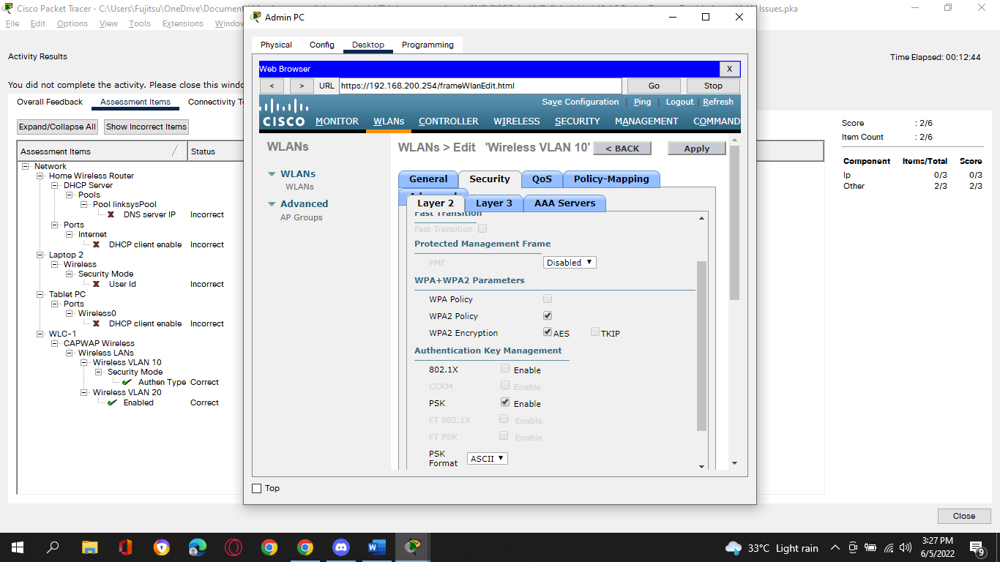 Cisco Packet Tracer - C:\Users\Fujitsu\OneDrive\Document
Issues.pka
File Edit Options View Tools Extensions Window
Activity Results
Time Elapsed: 00:12:44
You did not complete the activity. Please close this windo
Overall Feedback Assessment Items Connectivity T
Expand/Collapse All Show Incorrect Items
Assessment Items Status
Network
Home Wireless Router
DHCP Server
Pools
Pool linksysPool
DNS server IP Incorrect
Ports
Internet
DHCP client enable Incorrect
Laptop 2
Wireless
Security Mode
User Id Incorrect
Tablet PC
Ports
Wireless0
DHCP client enable Incorrect
WLC-1
CAPWAP Wireless
Wireless LANs
Wireless VLAN 10
Security Mode
Authen Type Correct
Wireless VLAN 20
Enabled Correct
Admin PC
Physical Config Desktop Programming
Web Browser X
< > URL https://192.168.200.254/frameWlanEdit.html Go Stop
Save Configuration Ping Logout Refresh
CISCO MONITOR WLANs CONTROLLER WIRELESS SECURITY MANAGEMENT COMMAND
WLANs
WLANs
WLANs
Advanced
AP Groups
WLANs > Edit 'Wireless VLAN 10' < BACK Apply
General Security QoS Policy-Mapping
Layer 2 Layer 3 AAA Servers
Fast Transition
Fast Transition
Protected Management Frame
PMF Disabled
WPA+WPA2 Parameters
WPA Policy
WPA2 Policy
WPA2 Encryption AES TKIP
Authentication Key Management
802.1X Enable
CCKM Enable
PSK Enable
FT 802.1X Enable
FT PSK Enable
PSK
Format ASCII
Top
Score : 2/6
Item Count : 2/6
Component Items/Total Score
Ip 0/3 0/3
Other 2/3 2/3
Close
33°C Light rain
3:27 PM
6/5/2022
9